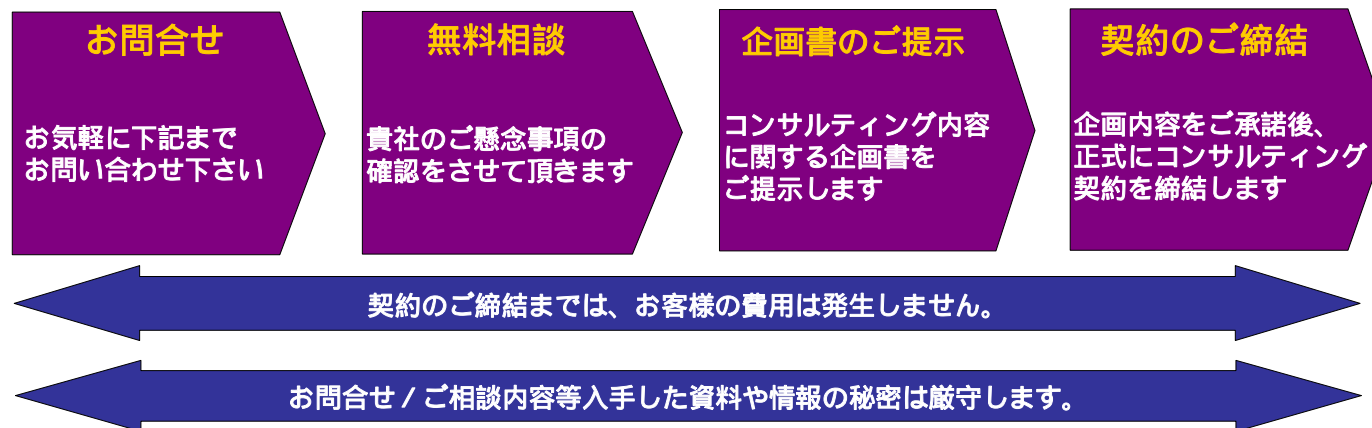 お問合せ
お気軽に下記まで
お問い合わせ下さい
無料相談
貴社のご懸念事項の
確認をさせて頂きます
企画書のご提示
コンサルティング内容
に関する企画書を
ご提示します
契約のご締結
企画内容をご承諾後、
正式にコンサルティング
契約を締結します
契約のご締結までは、お客様の費用は発生しません。
お問合せ / ご相談内容等入手した資料や情報の秘密は厳守します。